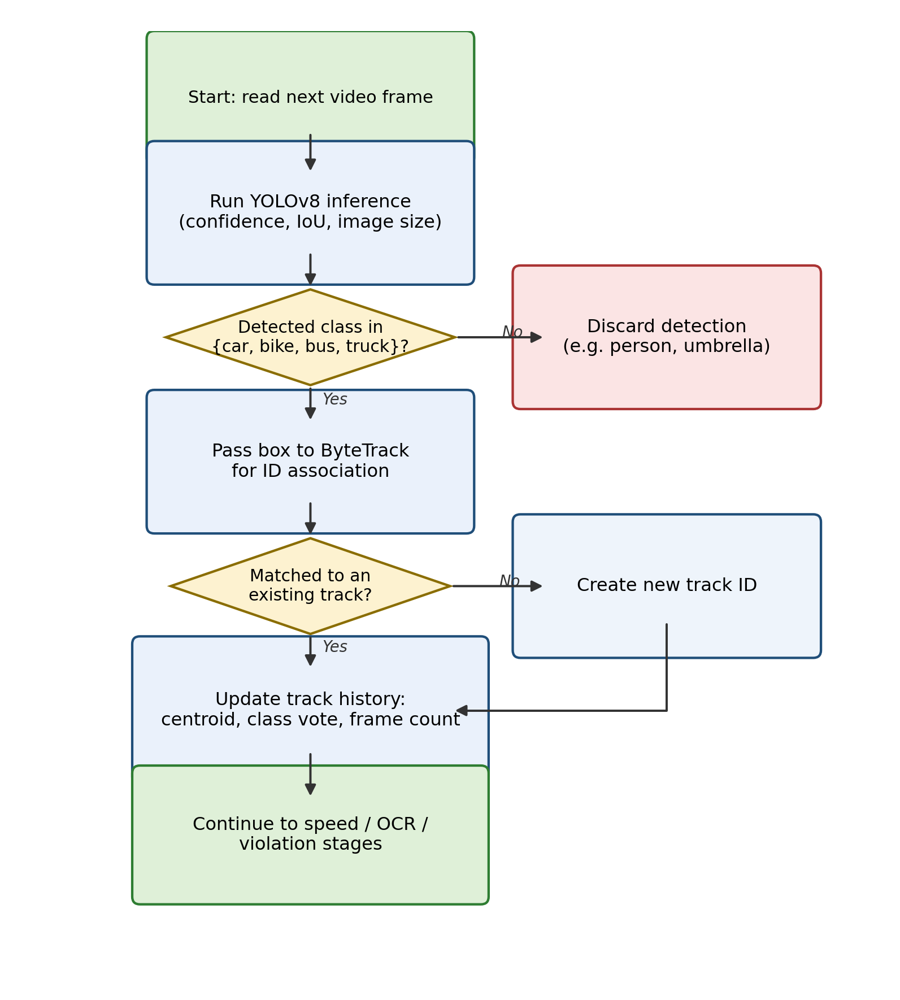 Start: read next video frame
Run YOLOv8 inference
(confidence, IoU, image size)
Detected class in
{car, bike, bus, truck}?
No
Discard detection
(e.g. person, umbrella)
Yes
Pass box to ByteTrack
for ID association
Matched to an
existing track?
No
Create new track ID
Yes
Update track history:
centroid, class vote, frame count
Continue to speed / OCR /
violation stages